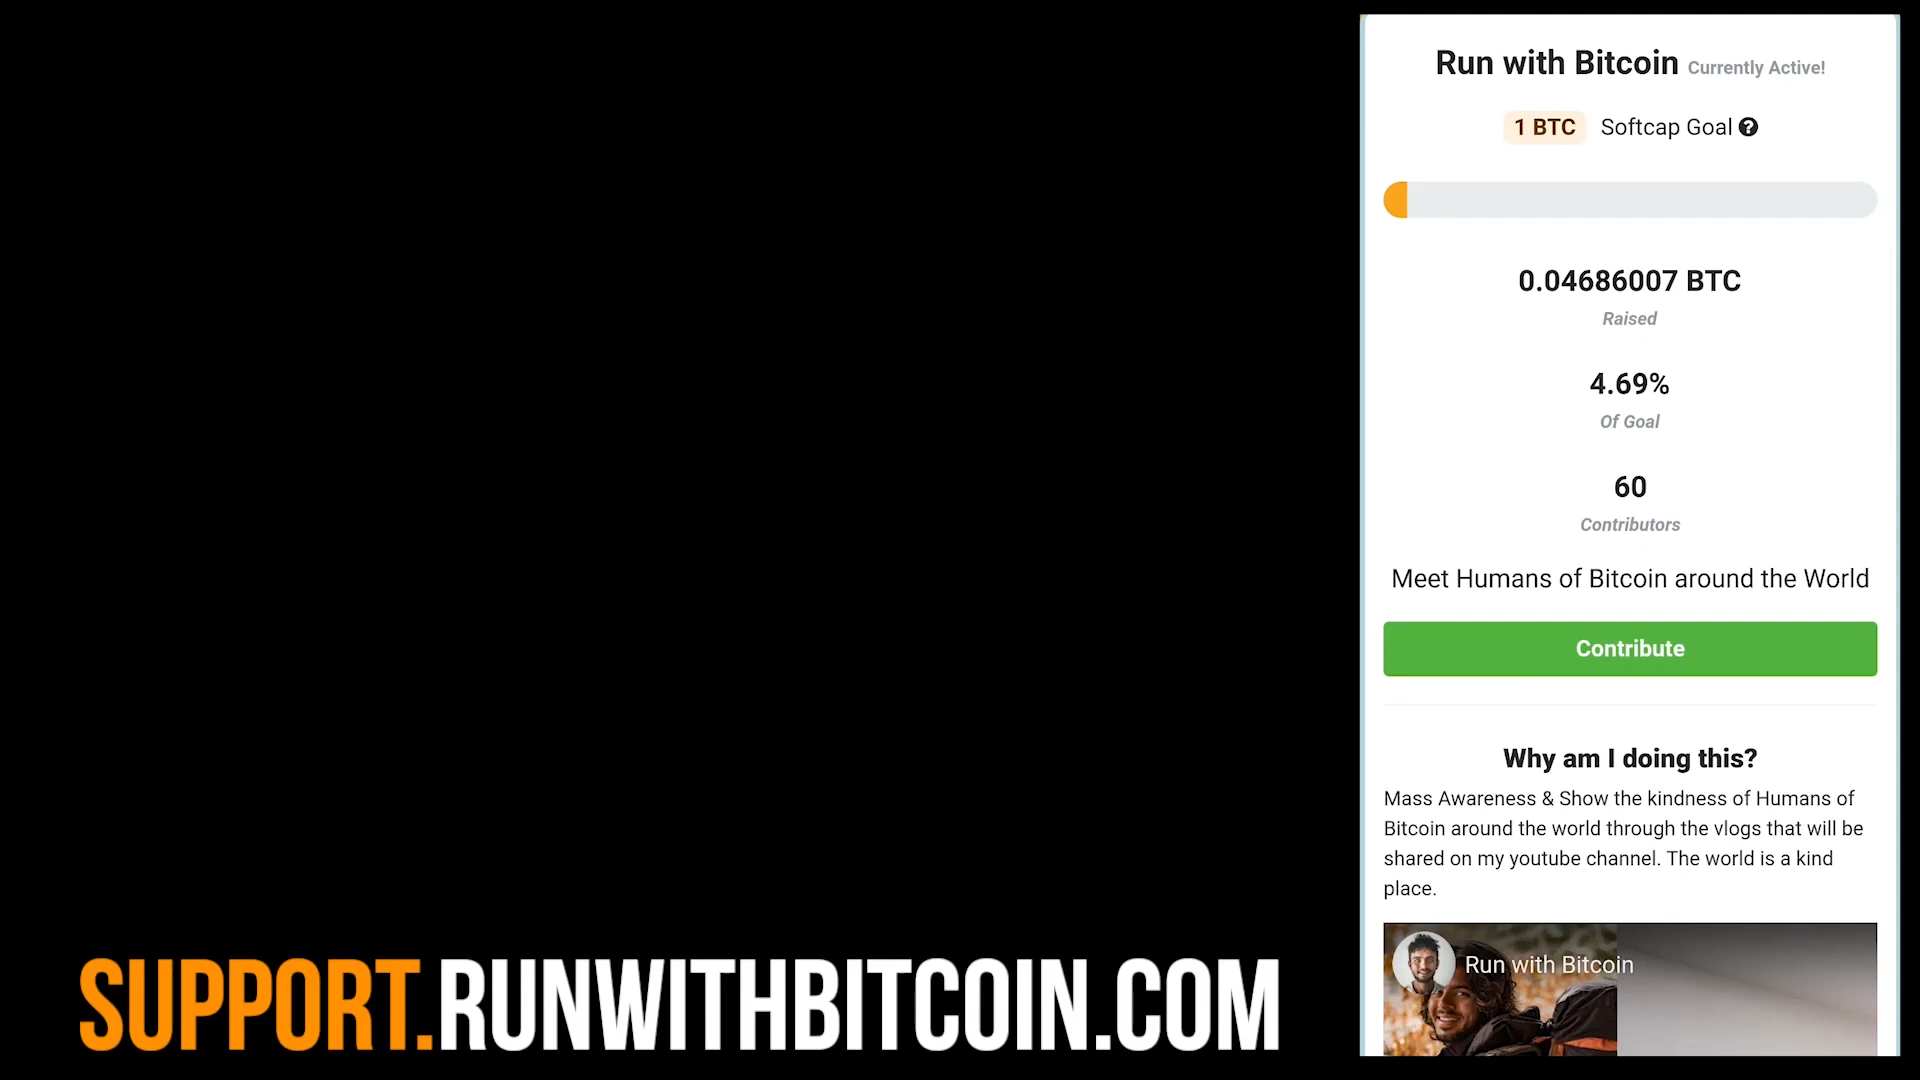 Run with Bitcoin Currently Active!
1 BTC Softcap Goal
0.04686007 BTC
Raised
4.69%
Of Goal
60
Contributors
Meet Humans of Bitcoin around the World
Contribute
Why am I doing this?
Mass Awareness & Show the kindness of Humans of
Bitcoin around the world through the vlogs that will be
shared on my youtube channel. The world is a kind
place.
Run with Bitcoin
SUPPORT.RUNWITHBITCOIN.COM